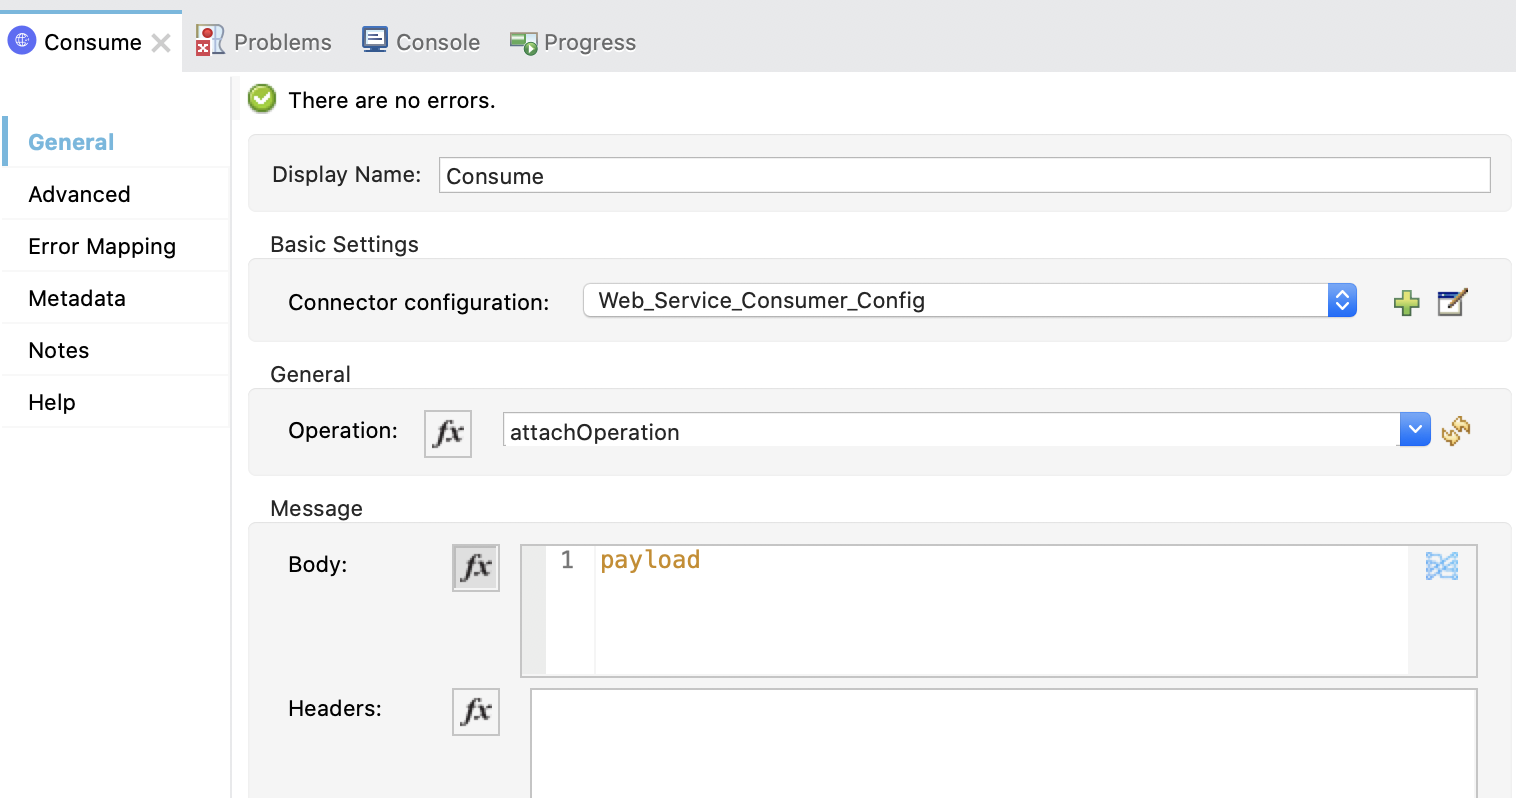 Consume Problems Console Progress
There are no errors.
General
Advanced
Error Mapping
Metadata
Notes
Help
Display Name: Consume
Basic Settings
Connector configuration: Web_Service_Consumer_Config
General
Operation: fx attachOperation
Message
Body: fx 1 payload
Headers: fx